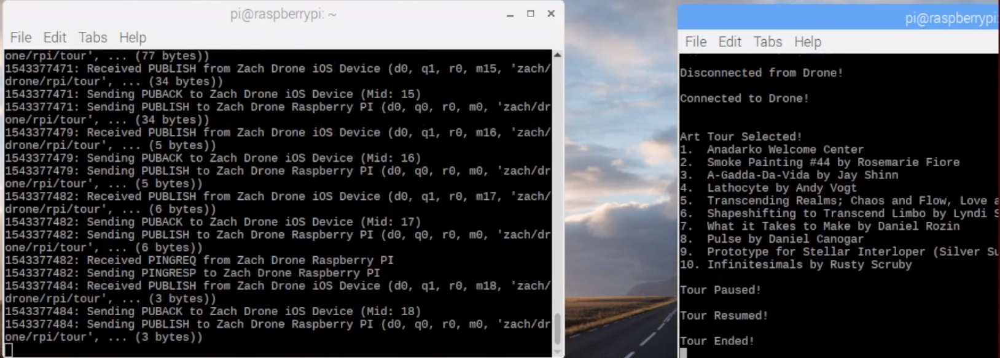 pi@raspberrypi: ~
File Edit Tabs Help
one/rpi/tour', ... (77 bytes))
1543377471: Received PUBLISH from Zach Drone iOS Device (d0, q1, r0, m15, 'zach/
drone/rpi/tour', ... (34 bytes))
1543377471: Sending PUBACK to Zach Drone iOS Device (Mid: 15)
1543377471: Sending PUBLISH to Zach Drone Raspberry PI (d0, q0, r0, m0, 'zach/dr
one/rpi/tour', ... (34 bytes))
1543377479: Received PUBLISH from Zach Drone iOS Device (d0, q1, r0, m16, 'zach/
drone/rpi/tour', ... (5 bytes))
1543377479: Sending PUBACK to Zach Drone iOS Device (Mid: 16)
1543377479: Sending PUBLISH to Zach Drone Raspberry PI (d0, q0, r0, m0, 'zach/dr
one/rpi/tour', ... (5 bytes))
1543377482: Received PUBLISH from Zach Drone iOS Device (d0, q1, r0, m17, 'zach/
drone/rpi/tour', ... (6 bytes))
1543377482: Sending PUBACK to Zach Drone iOS Device (Mid: 17)
1543377482: Sending PUBLISH to Zach Drone Raspberry PI (d0, q0, r0, m0, 'zach/dr
one/rpi/tour', ... (6 bytes))
1543377482: Received PINGREQ from Zach Drone Raspberry PI
1543377482: Sending PINGRESP to Zach Drone Raspberry PI
1543377484: Received PUBLISH from Zach Drone iOS Device (d0, q1, r0, m18, 'zach/
drone/rpi/tour', ... (3 bytes))
1543377484: Sending PUBACK to Zach Drone iOS Device (Mid: 18)
1543377484: Sending PUBLISH to Zach Drone Raspberry PI (d0, q0, r0, m0, 'zach/dr
one/rpi/tour', ... (3 bytes))
pi@raspberrypi
File Edit Tabs Help
Disconnected from Drone!
Connected to Drone!
Art Tour Selected!
1. Anadarko Welcome Center
2. Smoke Painting #44 by Rosemarie Fiore
3. A-Gadda-Da-Vida by Jay Shinn
4. Lathocyte by Andy Vogt
5. Transcending Realms; Chaos and Flow, Love
6. Shapeshifting to Transcend Limbo by Lyndi
7. What it Takes to Make by Daniel Rozin
8. Pulse by Daniel Canogar
9. Prototype for Stellar Interloper (Silver
10. Infinitesimals by Rusty Scruby
Tour Paused!
Tour Resumed!
Tour Ended!